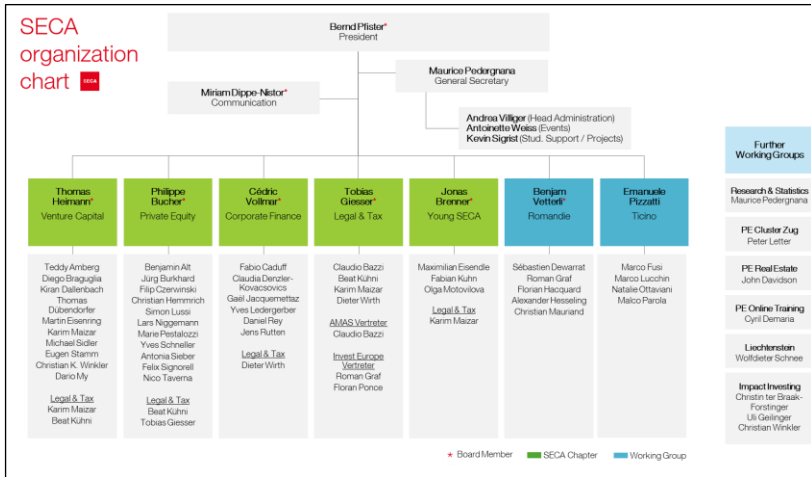 SECA
organization
chart
SECA
Bernd Pfister*
President
Maurice Pedergnana
General Secretary
Miriam Dippe-Nistor*
Communication
Andrea Villiger (Head Administration)
Antoinette Weiss (Events)
Kevin Sigrist (Stud. Support / Projects)
Thomas
Heimann*
Venture Capital
Teddy Amberg
Diego Braguglia
Kiran Dallenbach
Thomas
Dübendorfer
Martin Eisenring
Karim Maizar
Michael Sidler
Eugen Stamm
Christian K. Winkler
Dario My
Legal & Tax
Karim Maizar
Beat Kühni
Philippe
Bucher*
Private Equity
Benjamin Alt
Jürg Burkhard
Filip Czerwinski
Christian Hemmrich
Simon Lussi
Lars Niggemann
Marie Pestalozzi
Yves Schneller
Antonia Sieber
Felix Signorell
Nico Taverna
Legal & Tax
Beat Kühni
Tobias Giesser
Cédric
Vollmar*
Corporate Finance
Fabio Caduff
Claudia Denzler-
Kovacsovics
Gaël Jacquemettaz
Yves Ledergerber
Daniel Rey
Jens Rutten
Legal & Tax
Dieter Wirth
Tobias
Giesser*
Legal & Tax
Claudio Bazzi
Beat Kühni
Karim Maizar
Dieter Wirth
AMAS Vertreter
Claudio Bazzi
Invest Europe
Vertreter
Roman Graf
Floran Ponce
Jonas
Brenner*
Young SECA
Maximilian Eisendle
Fabian Kuhn
Olga Motovilova
Legal & Tax
Karim Maizar
Benjam
Vetterli*
Romandie
Sébastien Dewarrat
Roman Graf
Florian Hacquard
Alexander Hesseling
Christian Mauriand
Emanuele
Pizzatti
Ticino
Marco Fusi
Marco Lucchin
Natalie Ottaviani
Malco Parola
Further
Working Groups
Research & Statistics
Maurice Pedergnana
PE Cluster Zug
Peter Letter
PE Real Estate
John Davidson
PE Online Training
Cyril Demaria
Liechtenstein
Wolfdieter Schnee
Impact Investing
Christin ter Braak-
Forstinger
Uli Geilinger
Christian Winkler
* Board Member
SECA Chapter
Working Group